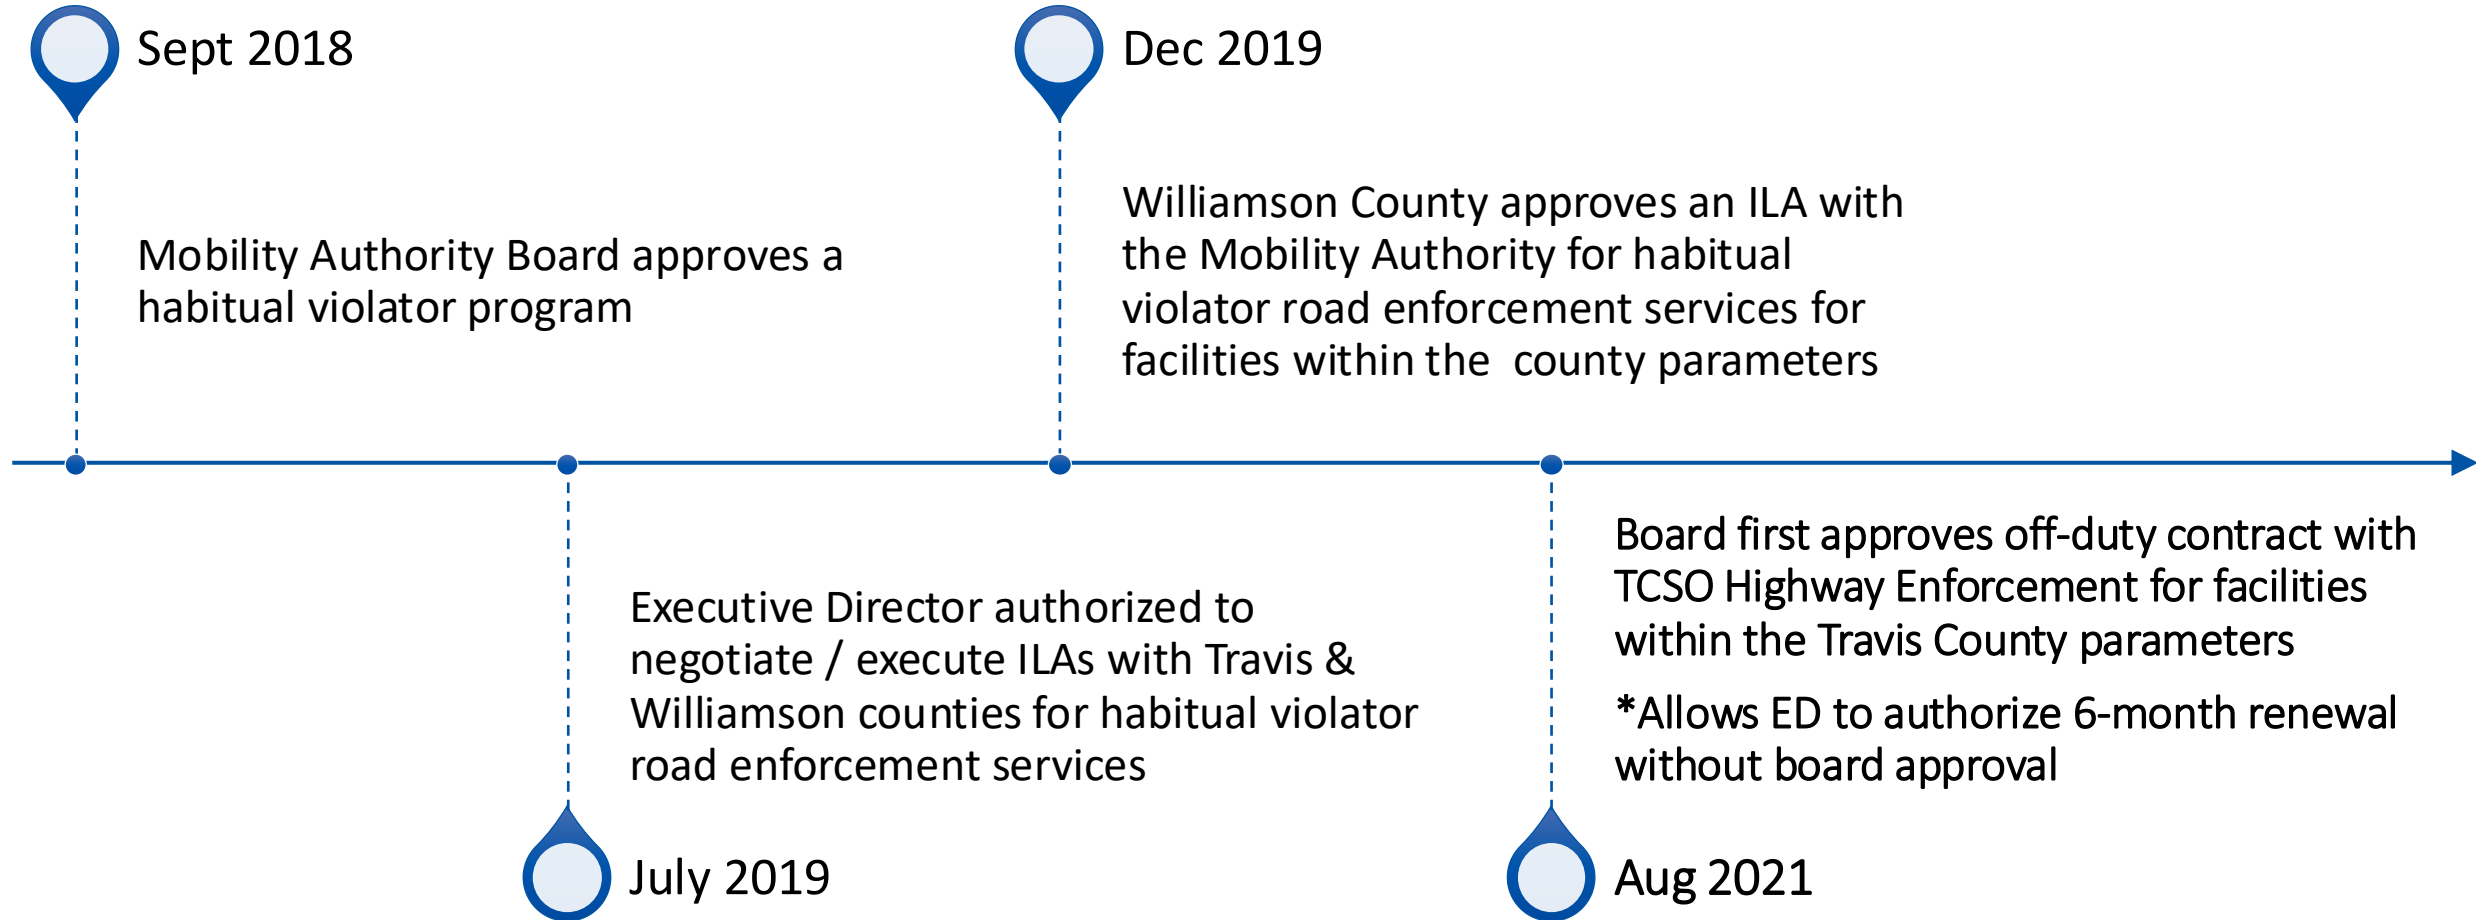 Sept 2018
Mobility Authority Board approves a
habitual violator program
July 2019
Executive Director authorized to
negotiate / execute ILAs with Travis &
Williamson counties for habitual violator
road enforcement services
Dec 2019
Williamson County approves an ILA with
the Mobility Authority for habitual
violator road enforcement services for
facilities within the  county parameters
Aug 2021
Board first approves off-duty contract with
TCSO Highway Enforcement for facilities
within the Travis County parameters
*Allows ED to authorize 6-month renewal
without board approval